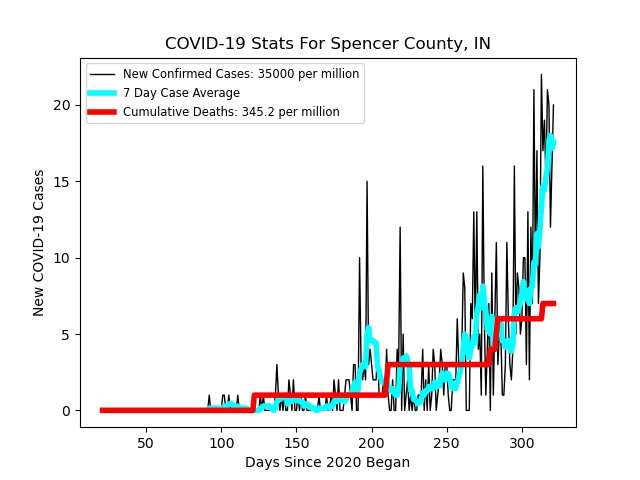 COVID-19 Stats For Spencer County, IN
New Confirmed Cases: 35000 per million
7 Day Case Average
Cumulative Deaths: 345.2 per million
New COVID-19 Cases
20
15
10
5
0
50 100 150 200 250 300
Days Since 2020 Began